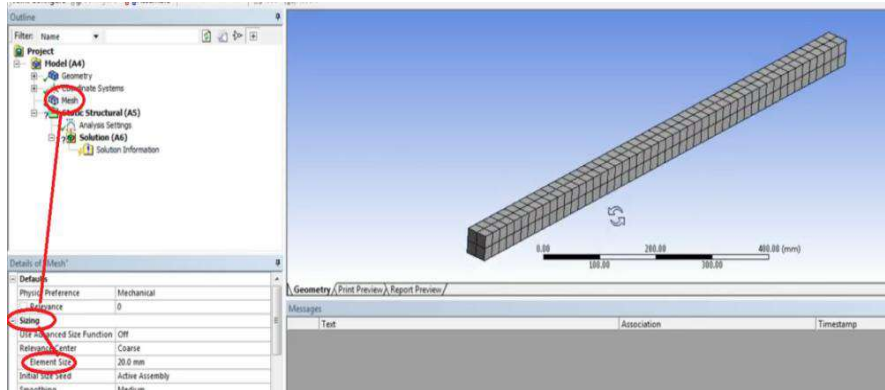 Outline
Filter: Name
Project
Model (A4)
Geometry
Coordinate Systems
Mesh
Static Structural (A5)
Analysis Settings
Solution (A6)
Solution Information
0.00 200.00 400.00 (mm)
100.00 300.00
Details of "Mesh"
Defaults
Physics Preference Mechanical
Relevance 0
Sizing
Use Advanced Size Function Off
Relevance Center Coarse
Element Size 20.0 mm
Initial Size Seed Active Assembly
Smoothing Medium
Geometry Print Preview Report Preview
Messages
Text Association Timestamp